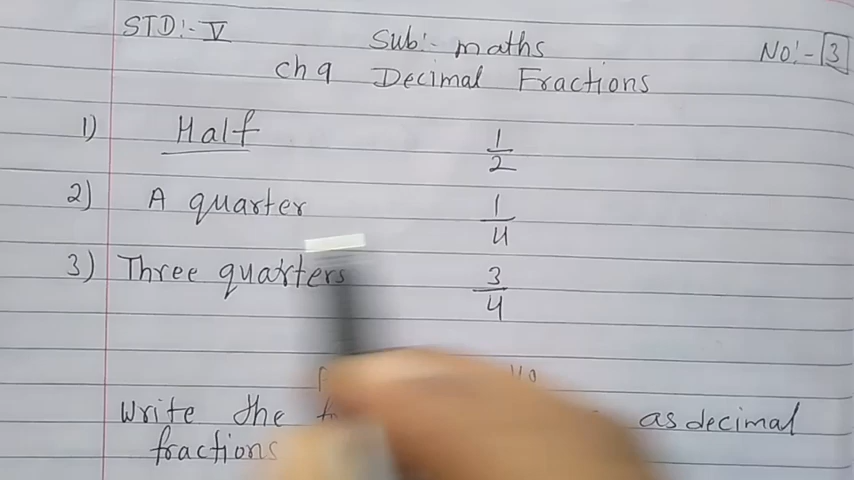 STD:- V Sub:- maths No:- 3
ch 9 Decimal Fractions
1) Half 1/2
2) A quarter 1/4
3) Three quarters 3/4
Write the as decimal
fractions